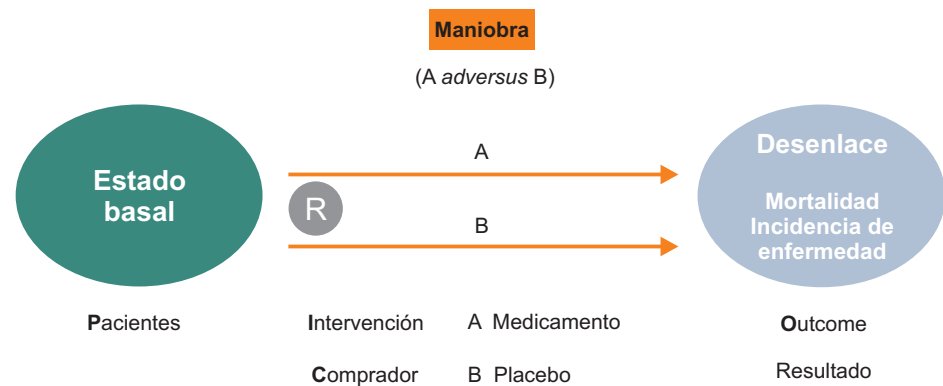 Maniobra
(A adversus B)
Estado
basal
A
R
B
Desenlace
Mortalidad
Incidencia de
enfermedad
Pacientes
Intervención A Medicamento
Outcome
Comprador B Placebo
Resultado